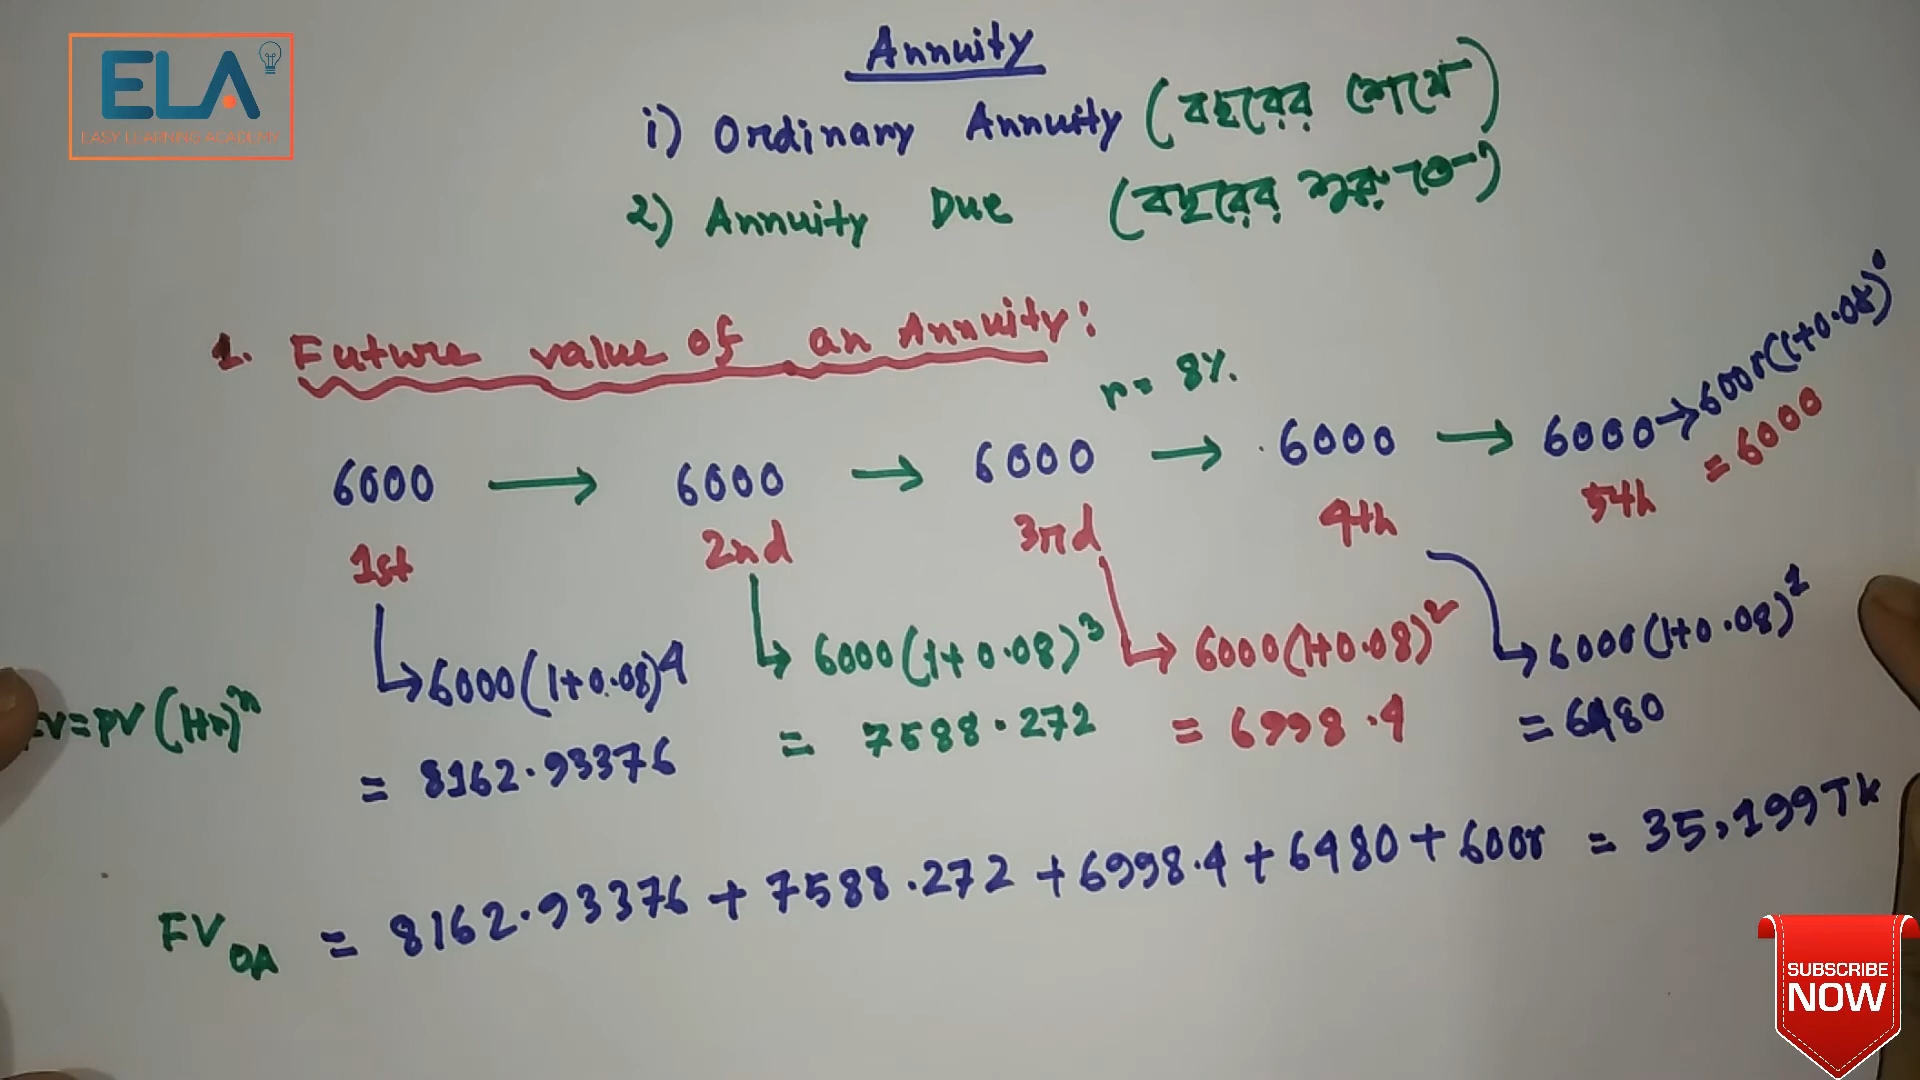 ELA
EASY LEARNING ACADEMY
Annuity
i) Ordinary Annuity (বছরের শেষে)
2) Annuity Due (বছরের শুরুতে)
1. Future value of an Annuity:
r = 8%.
6000 → 6000 → 6000 → 6000 → 6000 → 6000(1+0.08)⁰
= 6000
1st 2nd 3rd 4th 5th
6000(1+0.08)⁴ 6000(1+0.08)³ 6000(1+0.08)² 6000(1+0.08)¹
FV=PV(1+r)ⁿ
= 8162.93376 = 7588.272 = 6998.4 = 6480
FV OA = 8162.93376 + 7588.272 + 6998.4 + 6480 + 6000 = 35,199 Tk
SUBSCRIBE
NOW